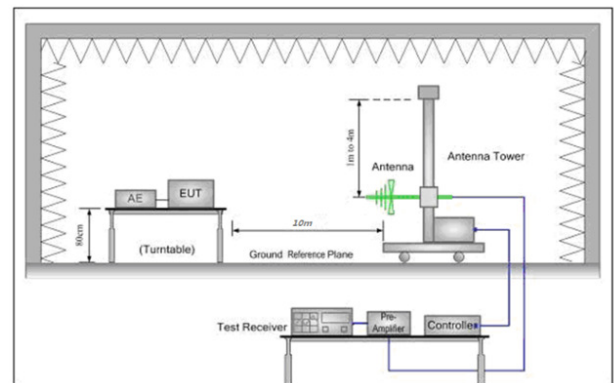 1m to 4m
Antenna
Antenna Tower
AE
EUT
80cm
(Turntable)
10m
Ground Reference Plane
Test Receiver
Pre-
Amplifier
Controller